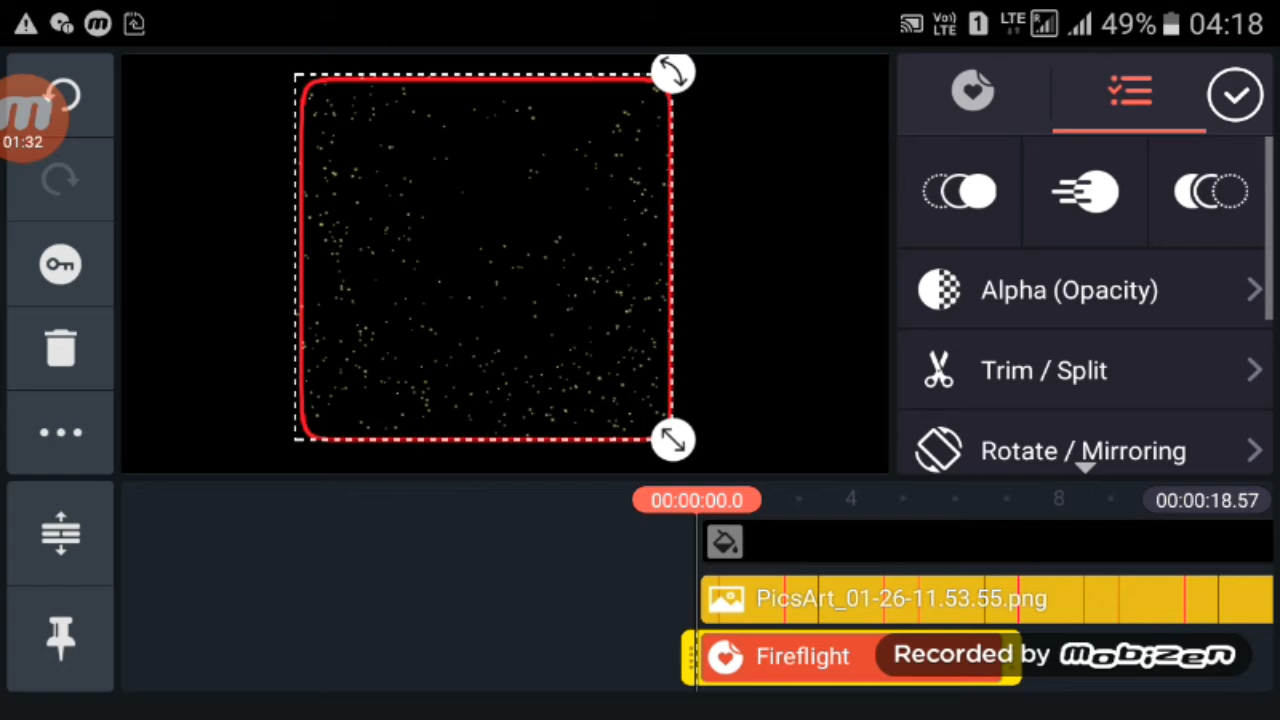 Vo))
LTE
1
LTE
R
49%
04:18
m
01:32
Alpha (Opacity)
Trim / Split
Rotate / Mirroring
00:00:00.0
4
8
00:00:18.57
PicsArt_01-26-11.53.55.png
Fireflight
Recorded by mobizen